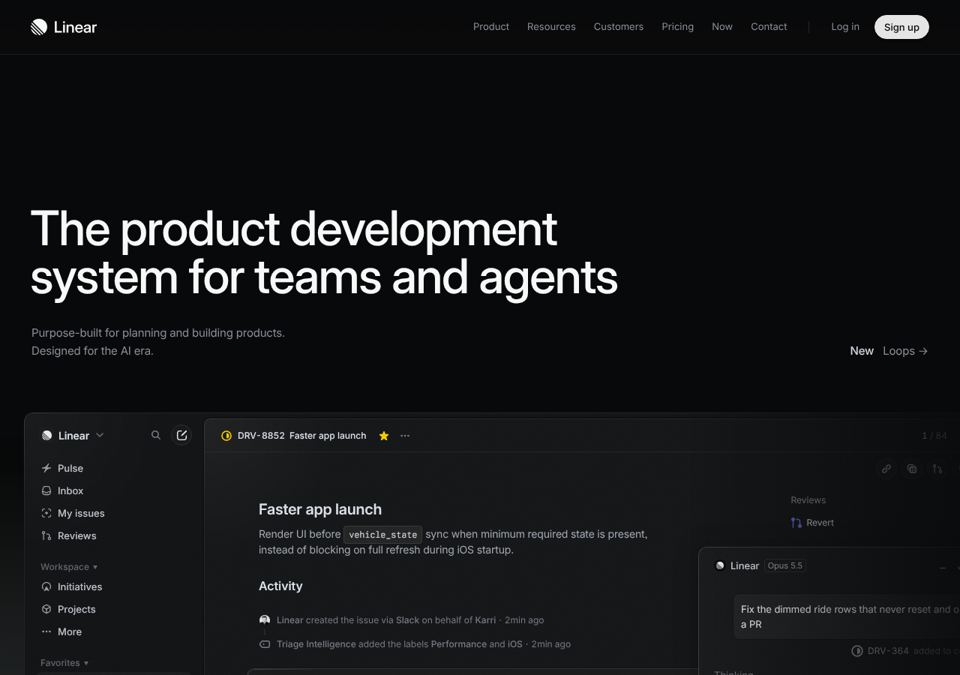 Linear
Product Resources Customers Pricing Now Contact Log in Sign up
The product development
system for teams and agents
Purpose-built for planning and building products.
Designed for the AI era.
New Loops →
Linear
Pulse
Inbox
My issues
Reviews
Workspace
Initiatives
Projects
More
Favorites
DRV-8852 Faster app launch
1 / 84
Faster app launch
Render UI before vehicle_state sync when minimum required state is present,
instead of blocking on full refresh during iOS startup.
Activity
Linear created the issue via Slack on behalf of Karri · 2min ago
Triage Intelligence added the labels Performance and iOS · 2min ago
Reviews
Revert
Linear Opus 5.5
Fix the dimmed ride rows that never reset and
a PR
DRV-364 added to
Thinking